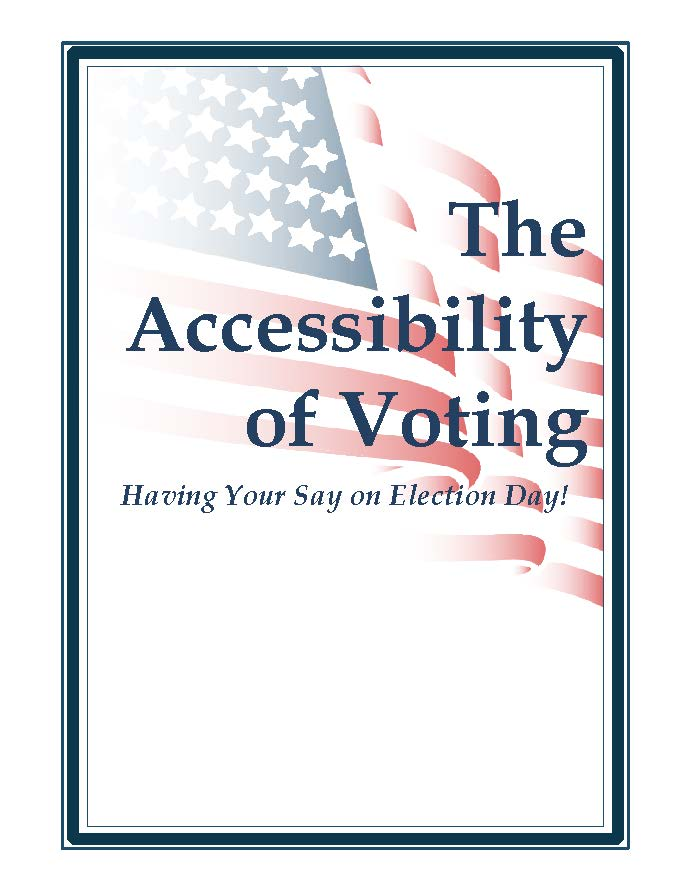 The
Accessibility
of Voting
Having Your Say on Election Day!